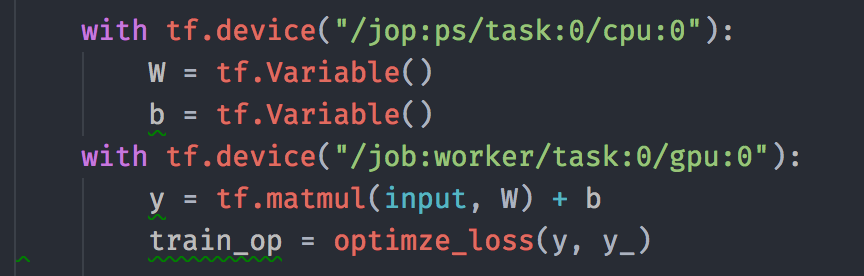 with tf.device("/jop:ps/task:0/cpu:0"):
W = tf.Variable()
b = tf.Variable()
with tf.device("/job:worker/task:0/gpu:0"):
y = tf.matmul(input, W) + b
train_op = optimze_loss(y, y_)